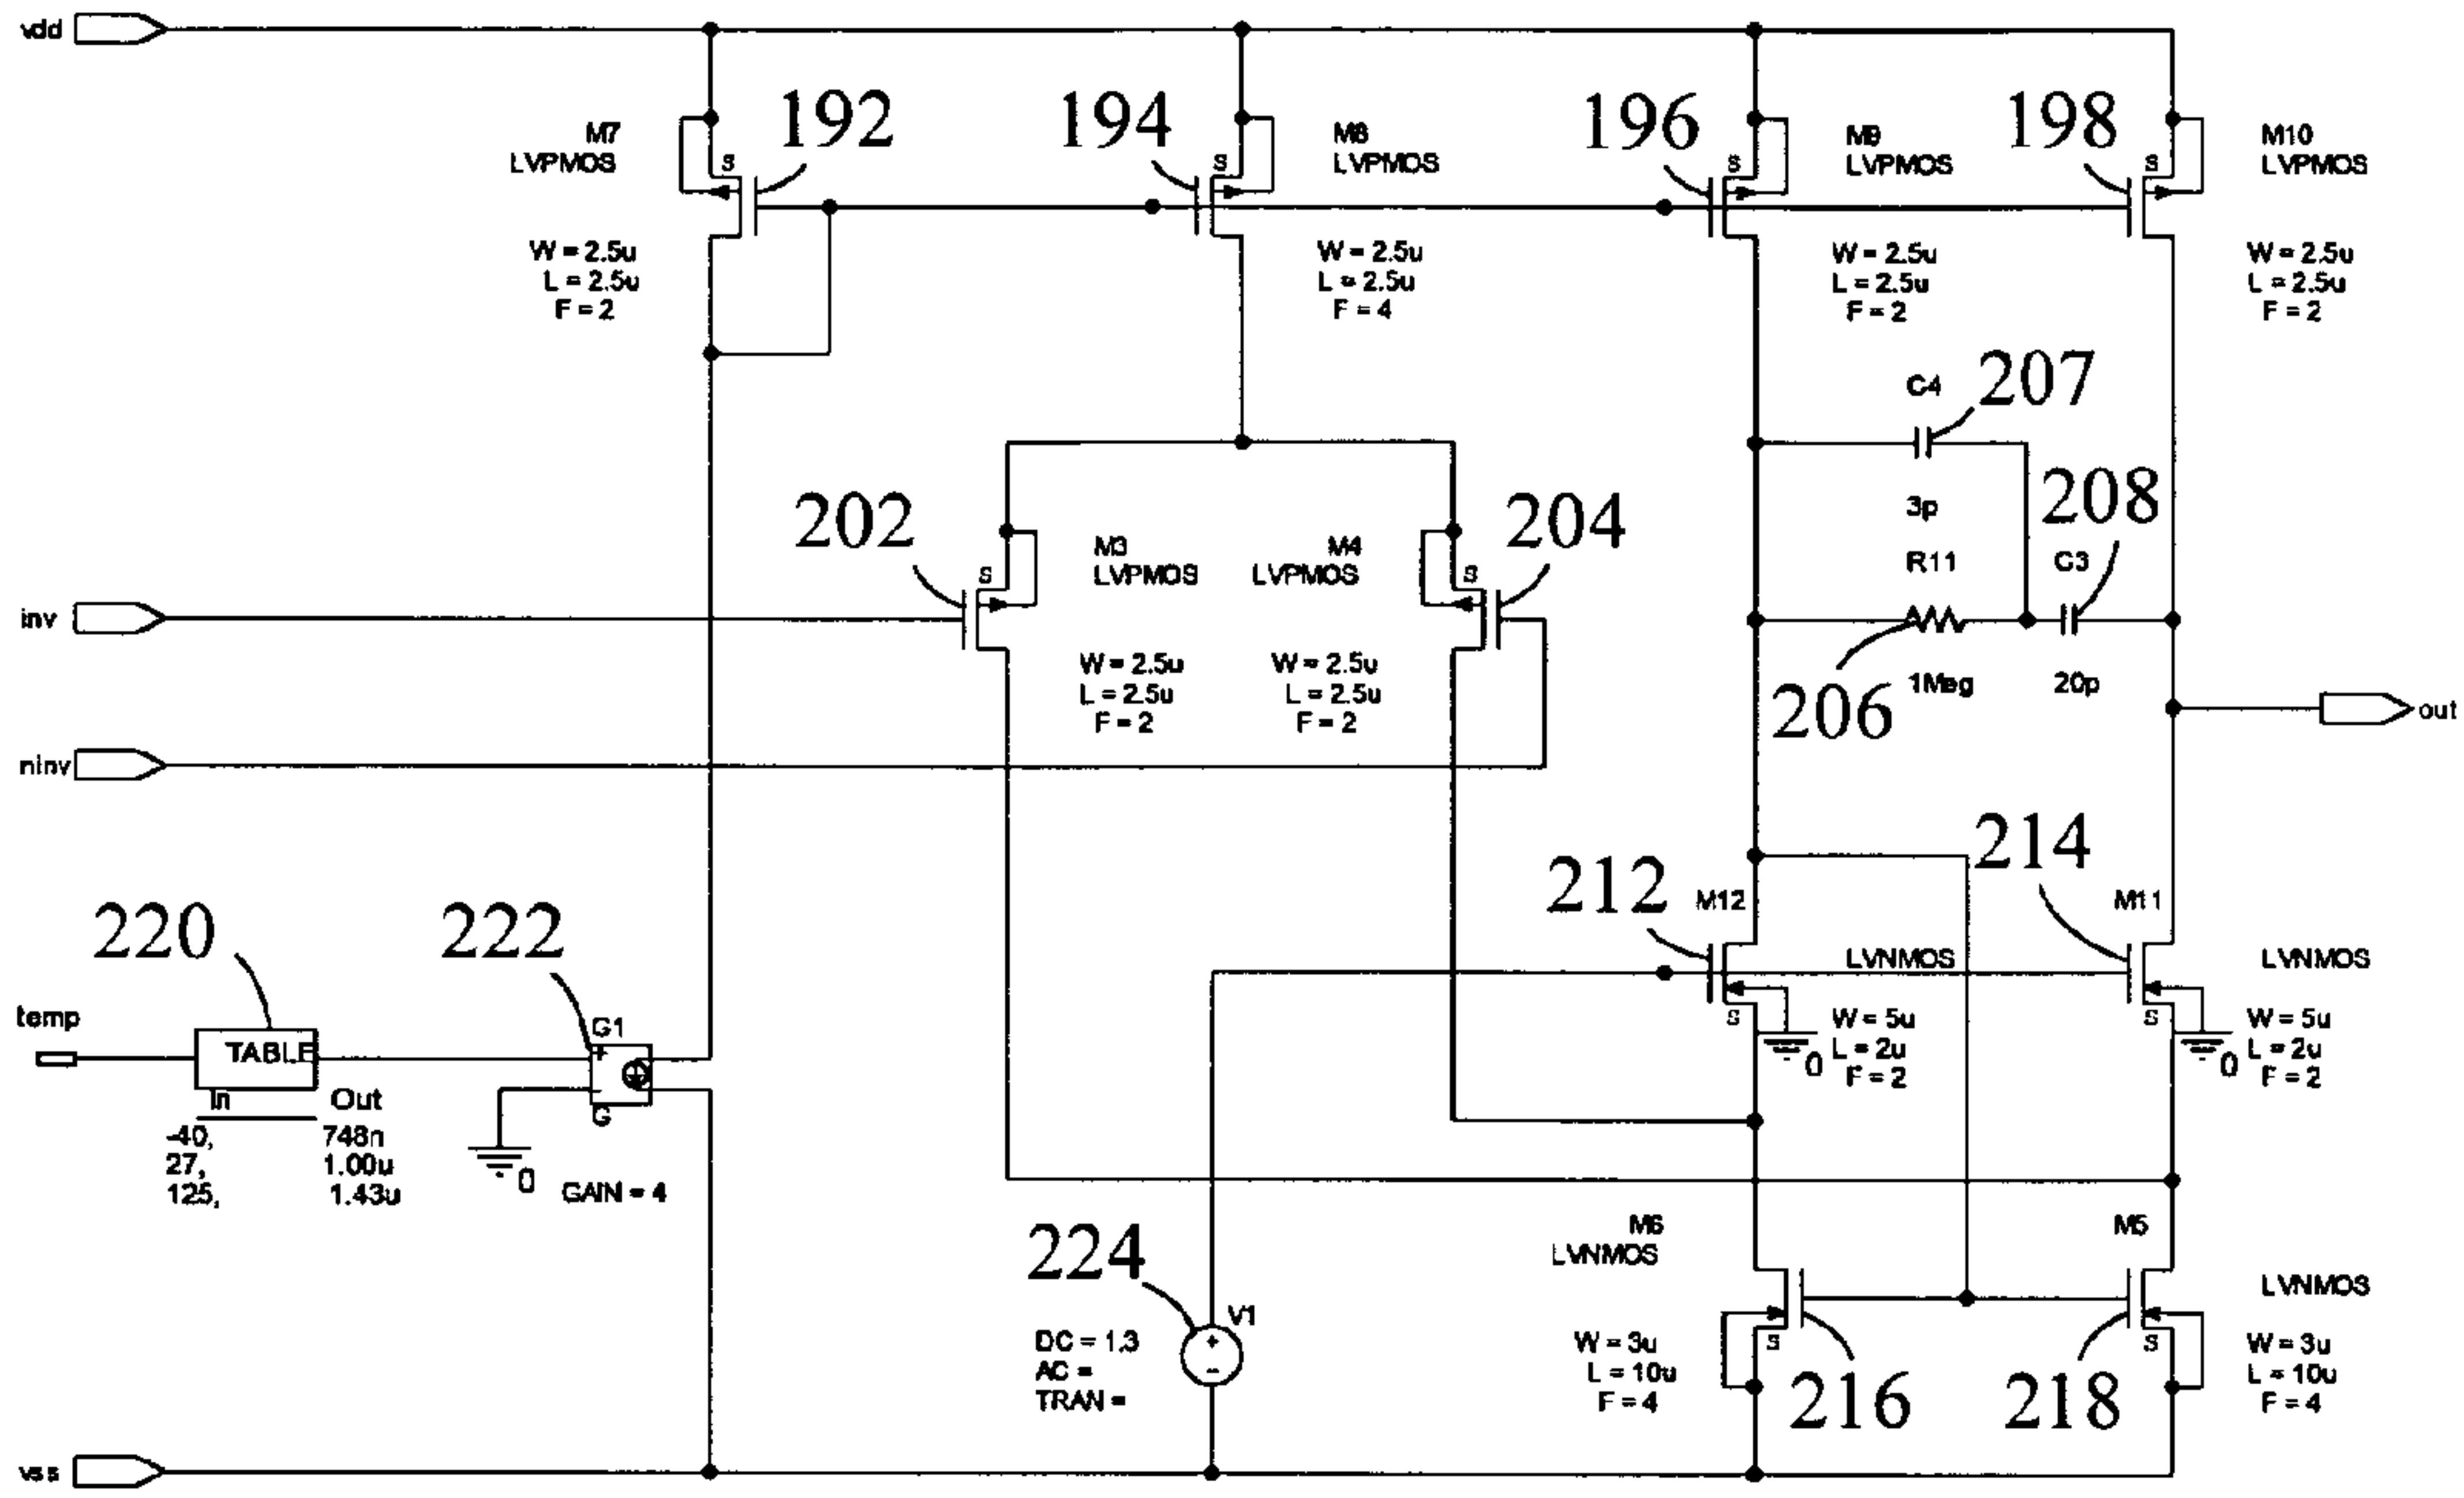 vdd
M7
LVPMOS
192
S
W = 2.5u
L = 2.5u
F = 2
194
M8
LVPMOS
S
W = 2.5u
L = 2.5u
F = 4
196
M9
LVPMOS
S
W = 2.5u
L = 2.5u
F = 2
198
M10
LVPMOS
S
W = 2.5u
L = 2.5u
F = 2
C4
207
3p
208
R11
C3
206
1Meg
20p
202
M3
LVPMOS
S
W = 2.5u
L = 2.5u
F = 2
M4
LVPMOS
204
S
W = 2.5u
L = 2.5u
F = 2
inv
ninv
out
212
M12
LVNMOS
S
0
W = 5u
L = 2u
F = 2
214
M11
LVNMOS
S
0
W = 5u
L = 2u
F = 2
220
222
temp
TABLE
In
Out
-40,
748n
27,
1.00u
125,
1.43u
G1
+
-
G
0
GAIN = 4
224
V1
+
-
DC = 1.3
AC =
TRAN =
M6
LVNMOS
S
W = 3u
L = 10u
F = 4
216
M5
LVNMOS
S
W = 3u
L = 10u
F = 4
218
vss